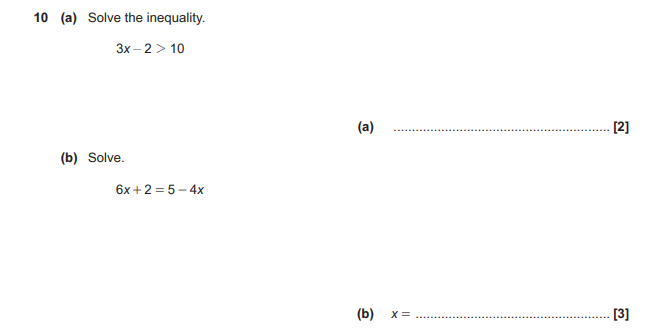 10 (a) Solve the inequality.
3x – 2 > 10
(a) ............................................................ [2]
(b) Solve.
6x + 2 = 5 – 4x
(b) x = ...................................................... [3]